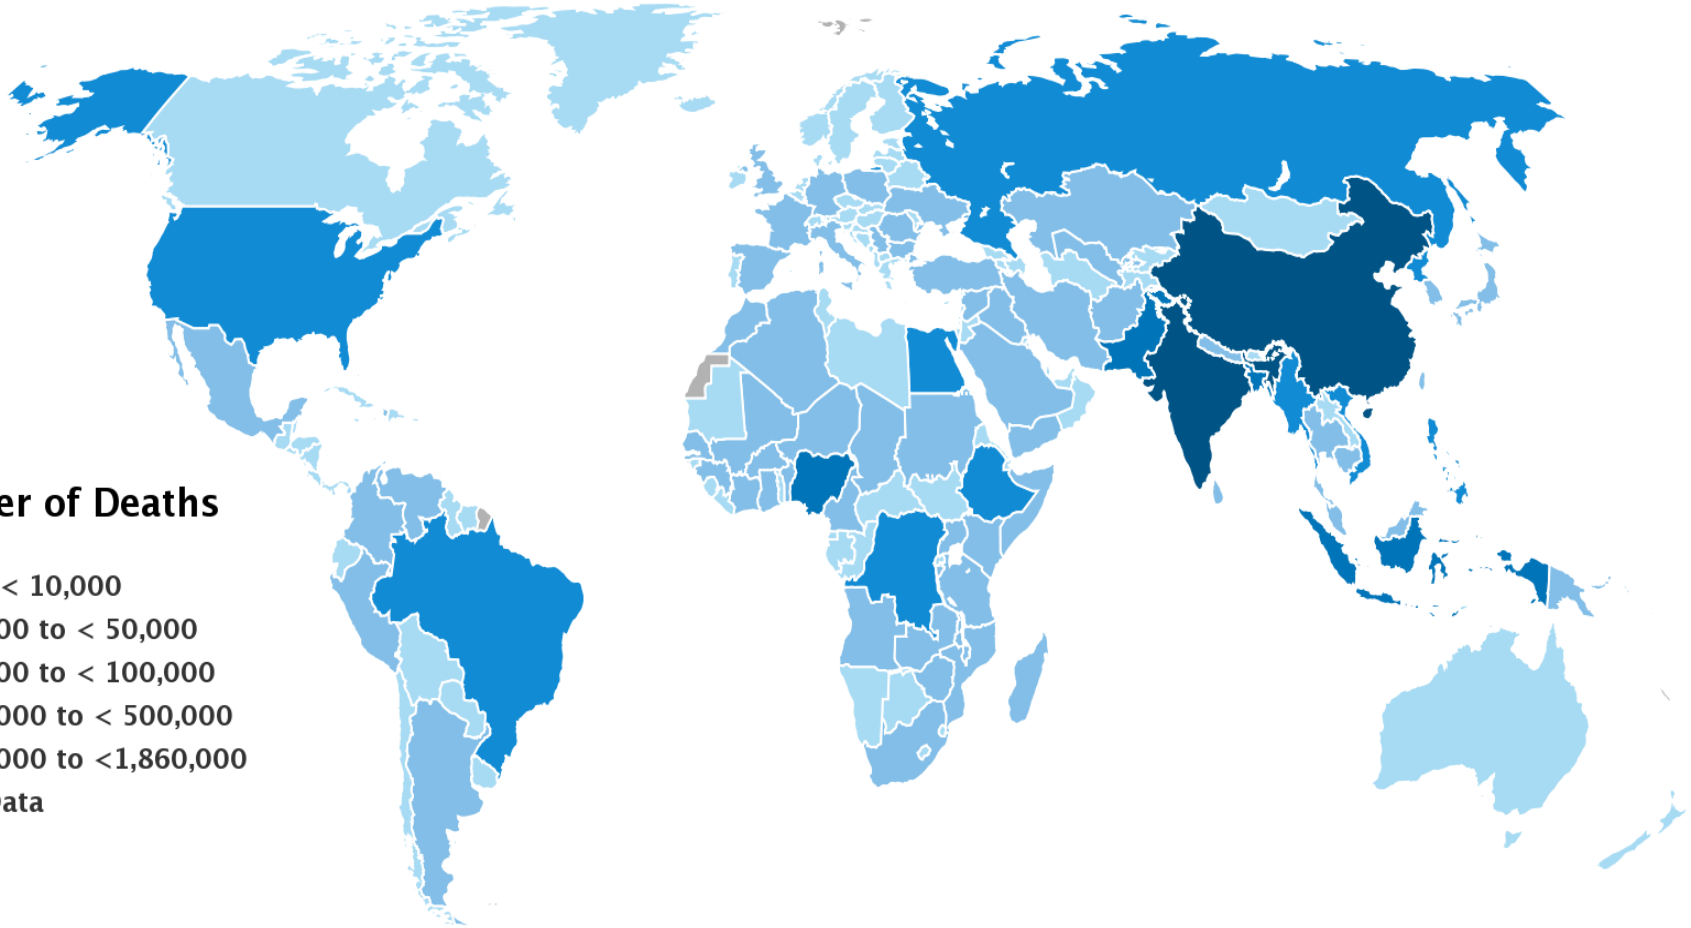 er of Deaths
< 10,000
00 to < 50,000
00 to < 100,000
000 to < 500,000
000 to <1,860,000
Data